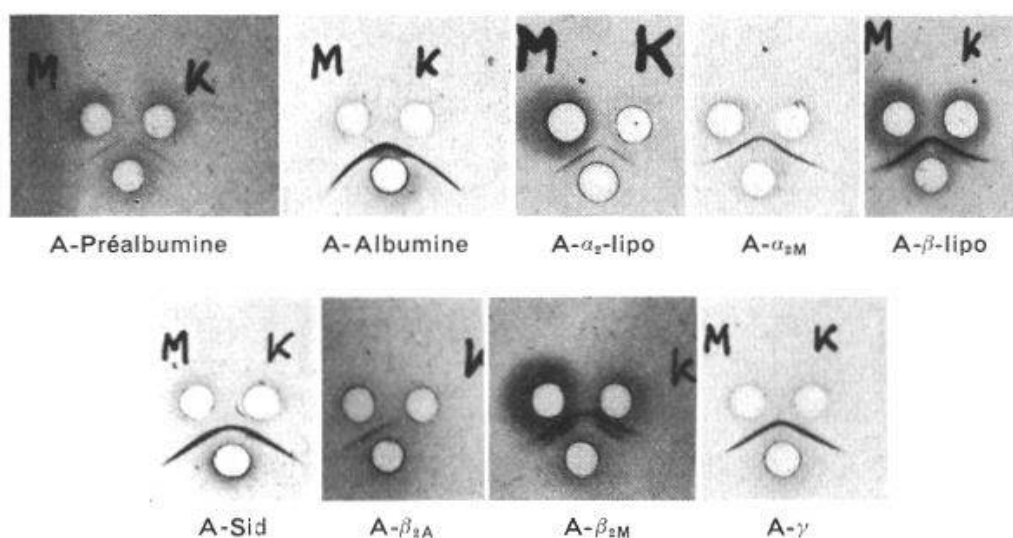 M K M K M K M K
A-Préalbumine A-Albumine A-α₂-lipo A-α₂M A-β-lipo
M K K M K
A-Sid A-β₂A A-β₂M A-γ